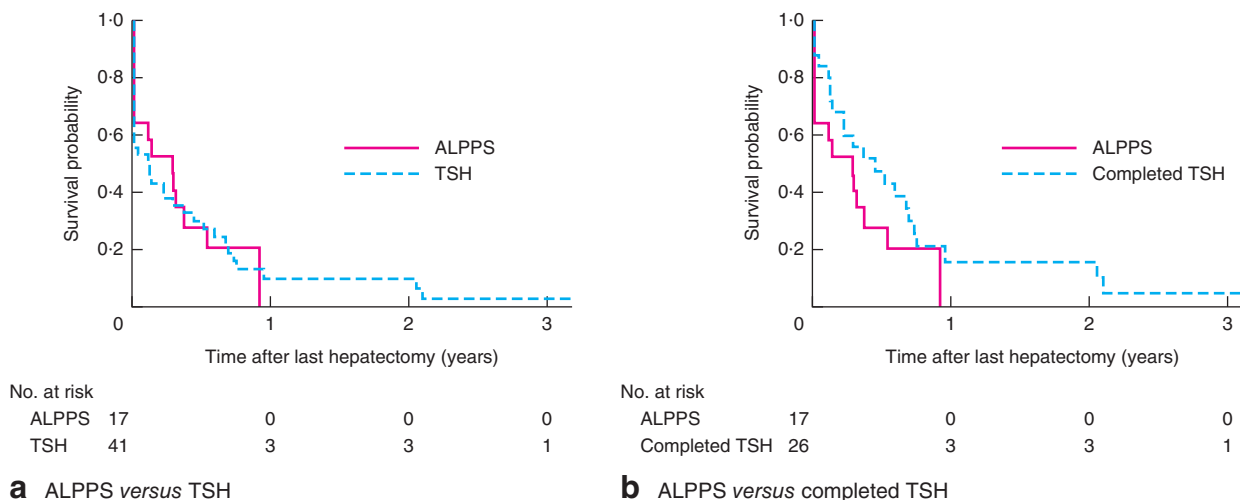 1·0
0·8
0·6
0·4
0·2
Survival probability
ALPPS
TSH
0 1 2 3
Time after last hepatectomy (years)
No. at risk
ALPPS 17 0 0 0
TSH 41 3 3 1
a ALPPS versus TSH
1·0
0·8
0·6
0·4
0·2
Survival probability
ALPPS
Completed TSH
0 1 2 3
Time after last hepatectomy (years)
No. at risk
ALPPS 17 0 0 0
Completed TSH 26 3 3 1
b ALPPS versus completed TSH